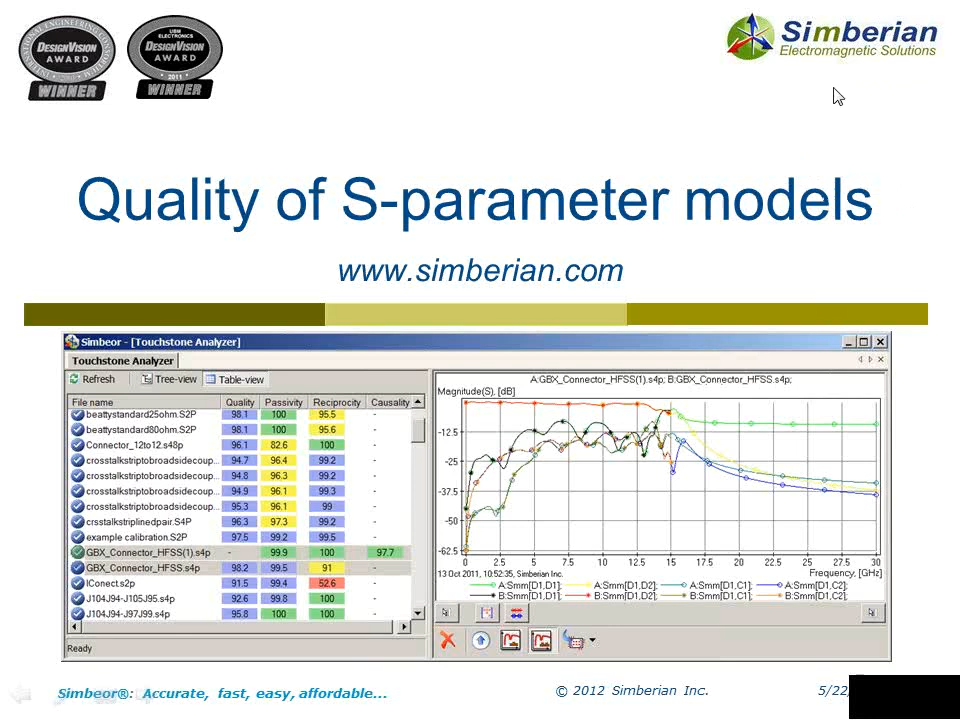 DESIGNVISION
AWARD
WINNER
UBM
ELECTRONICS
DESIGNVISION
AWARD
2011
WINNER
Simberian
Electromagnetic Solutions
Quality of S-parameter models
www.simberian.com
Simbeor - [Touchstone Analyzer]
Touchstone Analyzer
Refresh Tree-view Table-view
File name Quality Passivity Reciprocity Causality
beattystandard25ohm.S2P 98.1 100 95.5 -
beattystandard80ohm.S2P 98.1 100 95.6 -
Connector_12to12.s48p 96.1 82.6 100 -
crosstalkstriptobroadsidecoup... 94.7 96.4 99.2 -
crosstalkstriptobroadsidecoup... 94.8 96.3 99.2 -
crosstalkstriptobroadsidecoup... 94.9 96.1 99.3 -
crosstalkstriptobroadsidecoup... 95.3 96.1 99 -
crsstalkstriplinedpair.S4P 96.3 97.3 99.2 -
example calibration.S2P 97.5 99.2 99.5 -
GBX_Connector_HFSS(1).s4p - 99.9 100 97.7
GBX_Connector_HFSS.s4p 98.2 99.5 91 -
IConect.s2p 91.5 99.4 52.6 -
J104J94-J105J95.s4p 92.6 99.8 100 -
J104J94-J97J99.s4p 95.8 100 100 -
Ready
A:GBX_Connector_HFSS(1).s4p; B:GBX_Connector_HFSS.s4p;
Magnitude(S), [dB]
-12.5
-25
-37.5
-50
-62.5
0 2.5 5 7.5 10 12.5 15 17.5 20 22.5 25 27.5 30
13 Oct 2011, 10:52:35, Simberian Inc. Frequency, [GHz]
A:Smm[D1,D1]; A:Smm[D1,D2]; A:Smm[D1,C1]; A:Smm[D1,C2];
B:Smm[D1,D1]; B:Smm[D1,D2]; B:Smm[D1,C1]; B:Smm[D1,C2]
Simbeor®: Accurate, fast, easy, affordable...
© 2012 Simberian Inc.
5/22/